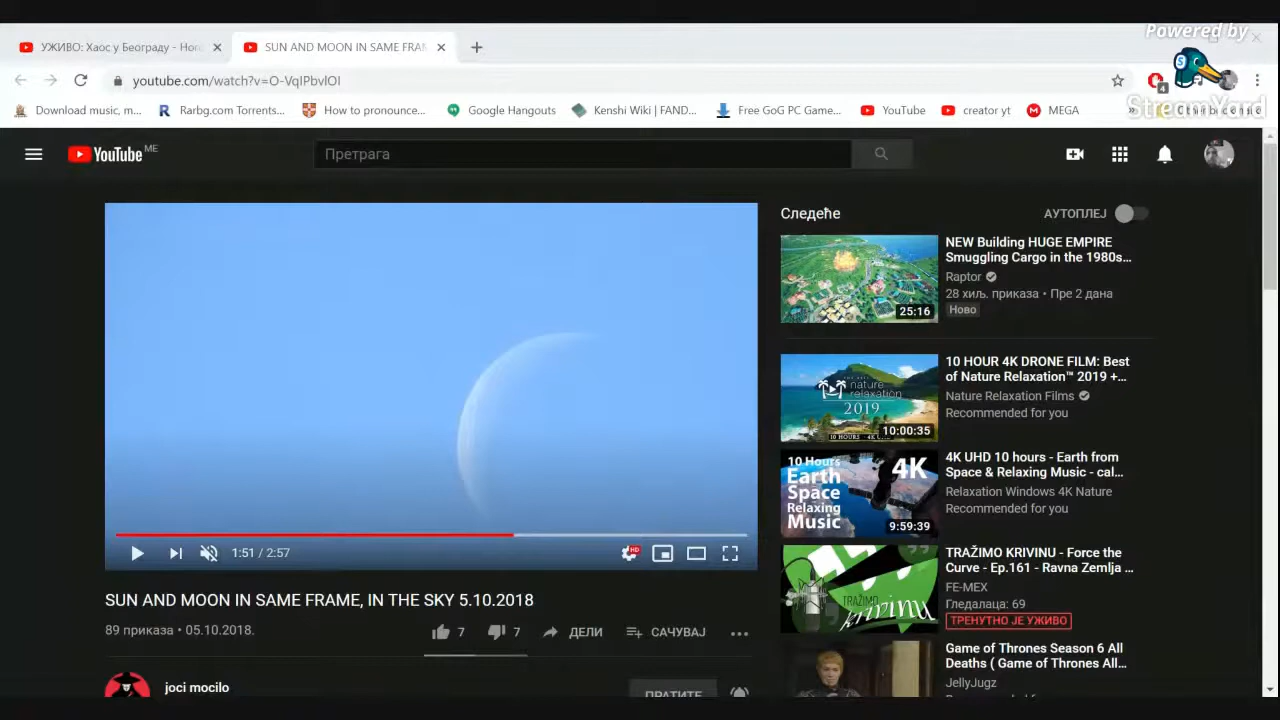 Powered by
StreamYard
УЖИВО: Хаос у Београду - Ног
SUN AND MOON IN SAME FRAM
youtube.com/watch?v=O-VqIPbvIOI
4
Download music, m...
Rarbg.com Torrents...
How to pronounce...
Google Hangouts
Kenshi Wiki | FAND...
Free GoG PC Game...
YouTube
creator yt
MEGA
YouTube ME
Претрага
Следеће
АУТОПЛЕЈ
NEW Building HUGE EMPIRE
Smuggling Cargo in the 1980s...
Raptor
28 хиљ. приказа • Пре 2 дана
Ново
25:16
10 HOUR 4K DRONE FILM: Best
of Nature Relaxation™ 2019 +...
Nature Relaxation Films
Recommended for you
nature
relaxation
2019
10:00:35
4K UHD 10 hours - Earth from
Space & Relaxing Music - cal...
Relaxation Windows 4K Nature
Recommended for you
10 Hours
Earth
Space
Relaxing
Music
4K
9:59:39
TRAŽIMO KRIVINU - Force the
Curve - Ep.161 - Ravna Zemlja ...
FE-MEX
Гледалаца: 69
ТРЕНУТНО ЈЕ УЖИВО
TRAŽIMO
krivinu
Game of Thrones Season 6 All
Deaths ( Game of Thrones All...
JellyJugz
1:51 / 2:57
HD
SUN AND MOON IN SAME FRAME, IN THE SKY 5.10.2018
89 приказа • 05.10.2018.
7
7
ДЕЛИ
САЧУВАЈ
joci mocilo
ПРАТИТЕ